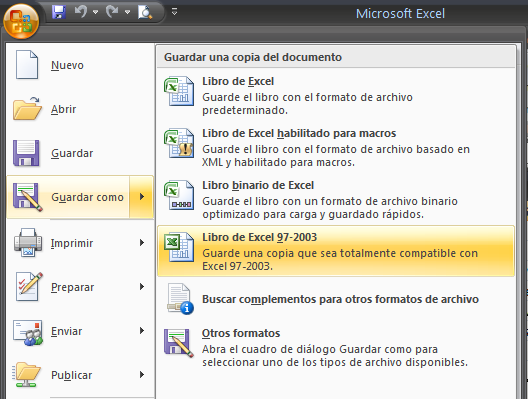 Microsoft Excel
Nuevo
Abrir
Guardar
Guardar como
Imprimir
Preparar
Enviar
Publicar
Guardar una copia del documento
Libro de Excel
Guarde el libro con el formato de archivo
predeterminado.
Libro de Excel habilitado para macros
Guarde el libro con el formato de archivo basado en
XML y habilitado para macros.
Libro binario de Excel
Guarde el libro con un formato de archivo binario
optimizado para carga y guardado rápidos.
Libro de Excel 97-2003
Guarde una copia que sea totalmente compatible con
Excel 97-2003.
Buscar complementos para otros formatos de archivo
Otros formatos
Abra el cuadro de diálogo Guardar como para
seleccionar uno de los tipos de archivo disponibles.